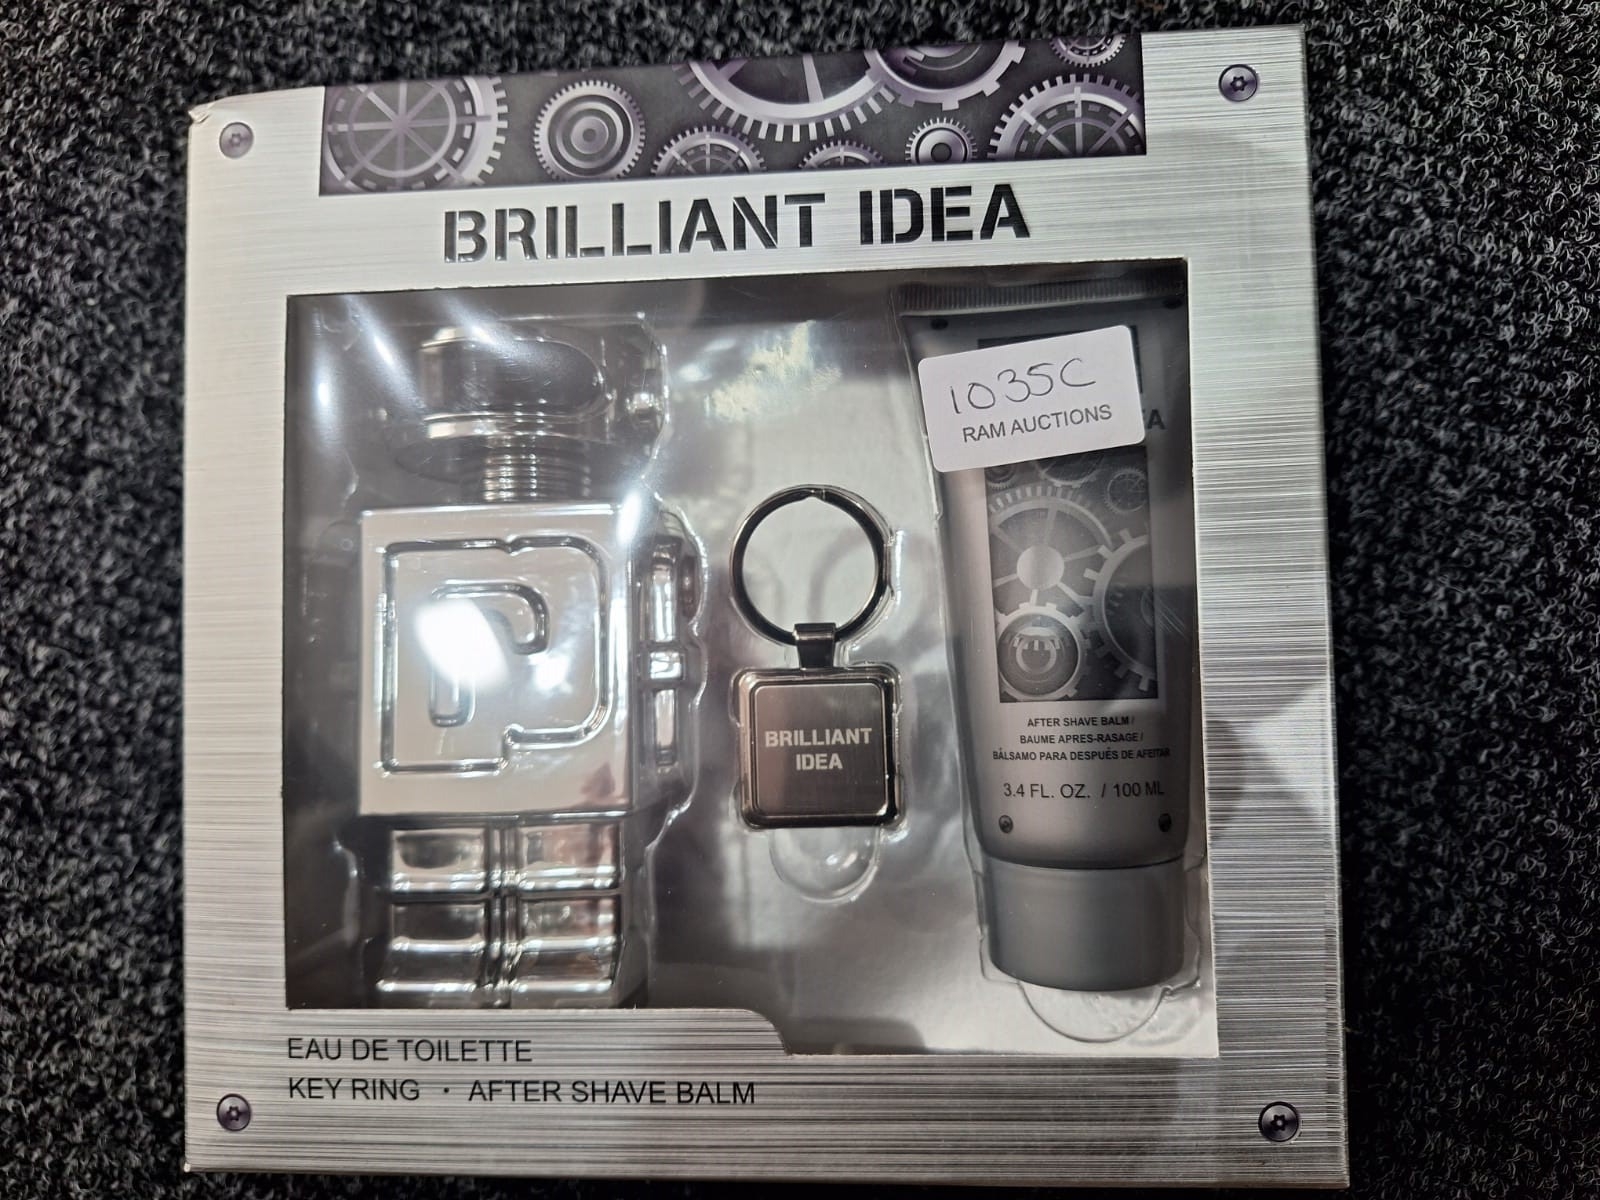 BRILLIANT IDEA
1035C
RAM AUCTIONS
BRILLIANT
IDEA
AFTER SHAVE BALM /
BAUME APRES-RASAGE /
BÁLSAMO PARA DESPUÉS DE AFEITAR
3.4 FL. OZ. / 100 ML
EAU DE TOILETTE
KEY RING · AFTER SHAVE BALM